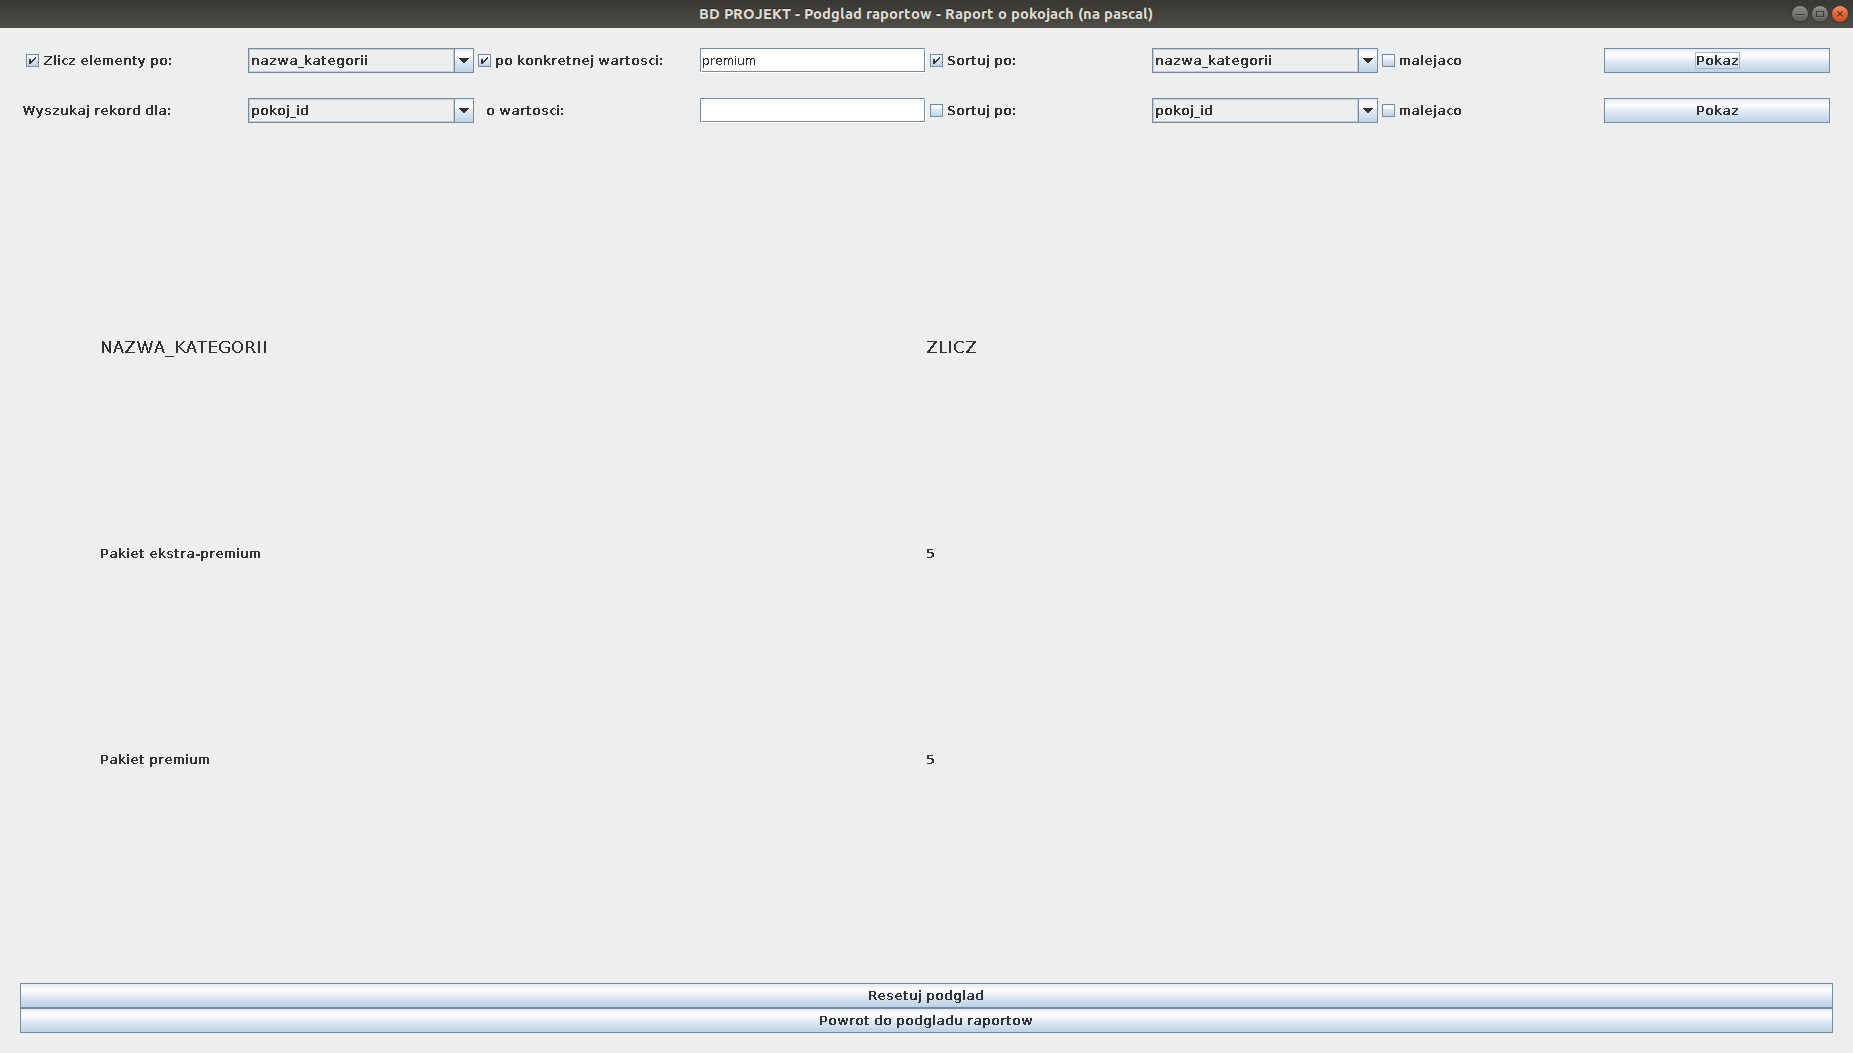 BD PROJEKT - Podglad raportow - Raport o pokojach (na pascal)
Zlicz elementy po: nazwa_kategorii po konkretnej wartosci: premium Sortuj po: nazwa_kategorii malejaco Pokaz
Wyszukaj rekord dla: pokoj_id o wartosci: Sortuj po: pokoj_id malejaco Pokaz
NAZWA_KATEGORII ZLICZ
Pakiet ekstra-premium 5
Pakiet premium 5
Resetuj podglad
Powrot do podgladu raportow